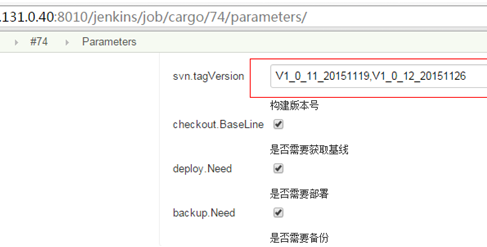 .131.0.40:8010/jenkins/job/cargo/74/parameters/
#74 Parameters
svn.tagVersion V1_0_11_20151119,V1_0_12_20151126
构建版本号
checkout.BaseLine
是否需要获取基线
deploy.Need
是否需要部署
backup.Need
是否需要备份